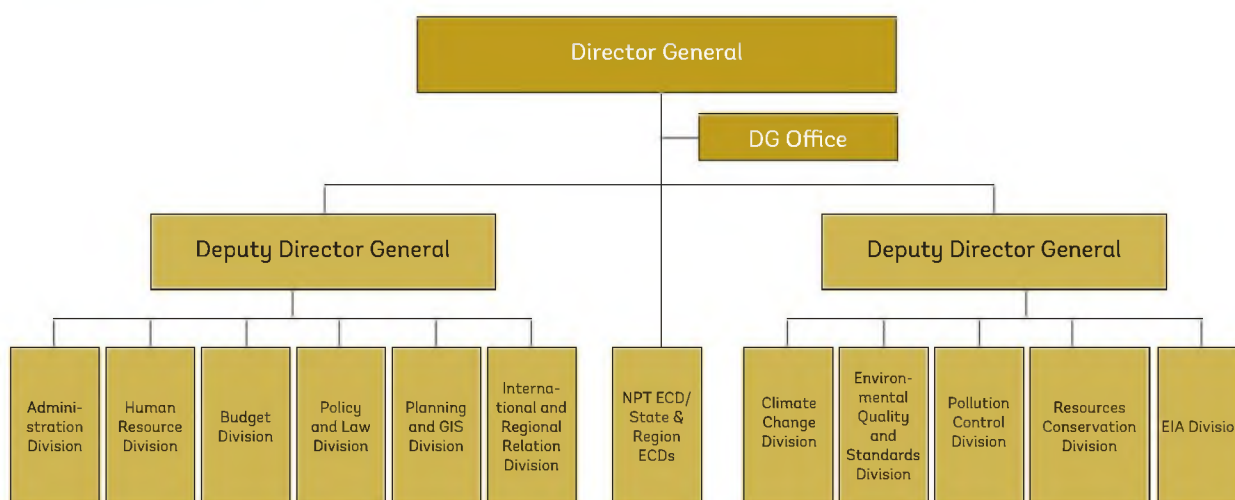 Director General
DG Office
Deputy Director General
Deputy Director General
Admini-
stration
Division
Human
Resource
Division
Budget
Division
Policy
and Law
Division
Planning
and GIS
Division
Interna-
tional and
Regional
Relation
Division
NPT ECD/
State &
Region
ECDs
Climate
Change
Division
Environ-
mental
Quality
and
Standards
Division
Pollution
Control
Division
Resources
Conservation
Division
EIA Division